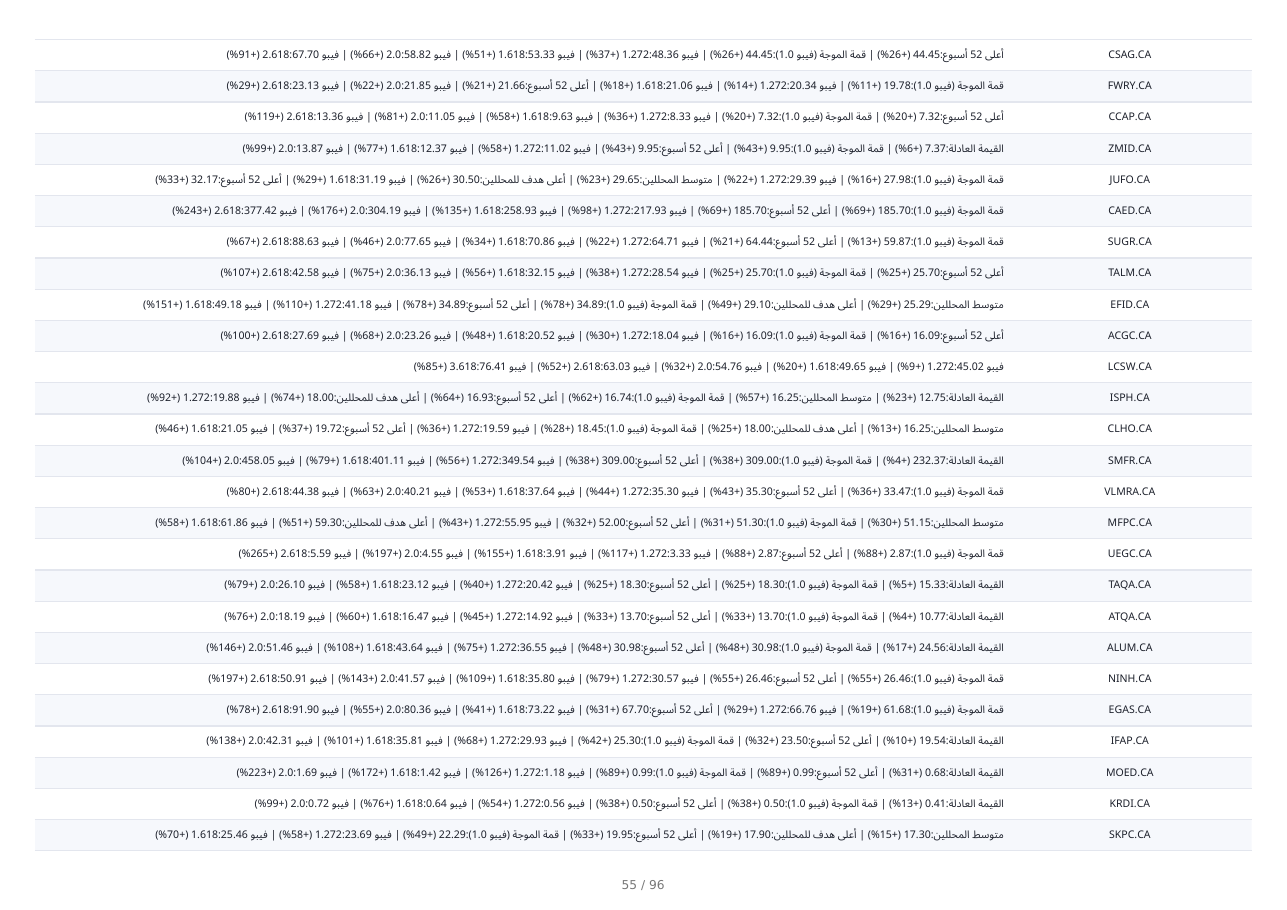 CSAG.CA أعلى 52 أسبوع:44.45 (+26%) | قمة الموجة (فيبو 1.0):44.45 (+26%) | فيبو 1.272:48.36 (+37%) | فيبو 1.618:53.33 (+51%) | فيبو 2.0:58.82 (+66%) | فيبو 2.618:67.70 (+91%)
FWRY.CA قمة الموجة (فيبو 1.0):19.78 (+11%) | فيبو 1.272:20.34 (+14%) | فيبو 1.618:21.06 (+18%) | أعلى 52 أسبوع:21.66 (+21%) | فيبو 2.0:21.85 (+22%) | فيبو 2.618:23.13 (+29%)
CCAP.CA أعلى 52 أسبوع:7.32 (+20%) | قمة الموجة (فيبو 1.0):7.32 (+20%) | فيبو 1.272:8.33 (+36%) | فيبو 1.618:9.63 (+58%) | فيبو 2.0:11.05 (+81%) | فيبو 2.618:13.36 (+119%)
ZMID.CA القيمة العادلة:7.37 (+6%) | قمة الموجة (فيبو 1.0):9.95 (+43%) | أعلى 52 أسبوع:9.95 (+43%) | فيبو 1.272:11.02 (+58%) | فيبو 1.618:12.37 (+77%) | فيبو 2.0:13.87 (+99%)
JUFO.CA قمة الموجة (فيبو 1.0):27.98 (+16%) | فيبو 1.272:29.39 (+22%) | متوسط المحللين:29.65 (+23%) | أعلى هدف للمحللين:30.50 (+26%) | فيبو 1.618:31.19 (+29%) | أعلى 52 أسبوع:32.17 (+33%)
CAED.CA قمة الموجة (فيبو 1.0):185.70 (+69%) | أعلى 52 أسبوع:185.70 (+69%) | فيبو 1.272:217.93 (+98%) | فيبو 1.618:258.93 (+135%) | فيبو 2.0:304.19 (+176%) | فيبو 2.618:377.42 (+243%)
SUGR.CA قمة الموجة (فيبو 1.0):59.87 (+13%) | أعلى 52 أسبوع:64.44 (+21%) | فيبو 1.272:64.71 (+22%) | فيبو 1.618:70.86 (+34%) | فيبو 2.0:77.65 (+46%) | فيبو 2.618:88.63 (+67%)
TALM.CA أعلى 52 أسبوع:25.70 (+25%) | قمة الموجة (فيبو 1.0):25.70 (+25%) | فيبو 1.272:28.54 (+38%) | فيبو 1.618:32.15 (+56%) | فيبو 2.0:36.13 (+75%) | فيبو 2.618:42.58 (+107%)
EFID.CA متوسط المحللين:25.29 (+29%) | أعلى هدف للمحللين:29.10 (+49%) | قمة الموجة (فيبو 1.0):34.89 (+78%) | أعلى 52 أسبوع:34.89 (+78%) | فيبو 1.272:41.18 (+110%) | فيبو 1.618:49.18 (+151%)
ACGC.CA أعلى 52 أسبوع:16.09 (+16%) | قمة الموجة (فيبو 1.0):16.09 (+16%) | فيبو 1.272:18.04 (+30%) | فيبو 1.618:20.52 (+48%) | فيبو 2.0:23.26 (+68%) | فيبو 2.618:27.69 (+100%)
LCSW.CA فيبو 1.272:45.02 (+9%) | فيبو 1.618:49.65 (+20%) | فيبو 2.0:54.76 (+32%) | فيبو 2.618:63.03 (+52%) | فيبو 3.618:76.41 (+85%)
ISPH.CA القيمة العادلة:12.75 (+23%) | متوسط المحللين:16.25 (+57%) | قمة الموجة (فيبو 1.0):16.74 (+62%) | أعلى 52 أسبوع:16.93 (+64%) | أعلى هدف للمحللين:18.00 (+74%) | فيبو 1.272:19.88 (+92%)
CLHO.CA متوسط المحللين:16.25 (+13%) | أعلى هدف للمحللين:18.00 (+25%) | قمة الموجة (فيبو 1.0):18.45 (+28%) | فيبو 1.272:19.59 (+36%) | أعلى 52 أسبوع:19.72 (+37%) | فيبو 1.618:21.05 (+46%)
SMFR.CA القيمة العادلة:232.37 (+4%) | قمة الموجة (فيبو 1.0):309.00 (+38%) | أعلى 52 أسبوع:309.00 (+38%) | فيبو 1.272:349.54 (+56%) | فيبو 1.618:401.11 (+79%) | فيبو 2.0:458.05 (+104%)
VLMRA.CA قمة الموجة (فيبو 1.0):33.47 (+36%) | أعلى 52 أسبوع:35.30 (+43%) | فيبو 1.272:35.30 (+44%) | فيبو 1.618:37.64 (+53%) | فيبو 2.0:40.21 (+63%) | فيبو 2.618:44.38 (+80%)
MFPC.CA متوسط المحللين:51.15 (+30%) | قمة الموجة (فيبو 1.0):51.30 (+31%) | أعلى 52 أسبوع:52.00 (+32%) | فيبو 1.272:55.95 (+43%) | أعلى هدف للمحللين:59.30 (+51%) | فيبو 1.618:61.86 (+58%)
UEGC.CA قمة الموجة (فيبو 1.0):2.87 (+88%) | أعلى 52 أسبوع:2.87 (+88%) | فيبو 1.272:3.33 (+117%) | فيبو 1.618:3.91 (+155%) | فيبو 2.0:4.55 (+197%) | فيبو 2.618:5.59 (+265%)
TAQA.CA القيمة العادلة:15.33 (+5%) | قمة الموجة (فيبو 1.0):18.30 (+25%) | أعلى 52 أسبوع:18.30 (+25%) | فيبو 1.272:20.42 (+40%) | فيبو 1.618:23.12 (+58%) | فيبو 2.0:26.10 (+79%)
ATQA.CA القيمة العادلة:10.77 (+4%) | قمة الموجة (فيبو 1.0):13.70 (+33%) | أعلى 52 أسبوع:13.70 (+33%) | فيبو 1.272:14.92 (+45%) | فيبو 1.618:16.47 (+60%) | فيبو 2.0:18.19 (+76%)
ALUM.CA القيمة العادلة:24.56 (+17%) | قمة الموجة (فيبو 1.0):30.98 (+48%) | أعلى 52 أسبوع:30.98 (+48%) | فيبو 1.272:36.55 (+75%) | فيبو 1.618:43.64 (+108%) | فيبو 2.0:51.46 (+146%)
NINH.CA قمة الموجة (فيبو 1.0):26.46 (+55%) | أعلى 52 أسبوع:26.46 (+55%) | فيبو 1.272:30.57 (+79%) | فيبو 1.618:35.80 (+109%) | فيبو 2.0:41.57 (+143%) | فيبو 2.618:50.91 (+197%)
EGAS.CA قمة الموجة (فيبو 1.0):61.68 (+19%) | فيبو 1.272:66.76 (+29%) | أعلى 52 أسبوع:67.70 (+31%) | فيبو 1.618:73.22 (+41%) | فيبو 2.0:80.36 (+55%) | فيبو 2.618:91.90 (+78%)
IFAP.CA القيمة العادلة:19.54 (+10%) | أعلى 52 أسبوع:23.50 (+32%) | قمة الموجة (فيبو 1.0):25.30 (+42%) | فيبو 1.272:29.93 (+68%) | فيبو 1.618:35.81 (+101%) | فيبو 2.0:42.31 (+138%)
MOED.CA القيمة العادلة:0.68 (+31%) | أعلى 52 أسبوع:0.99 (+89%) | قمة الموجة (فيبو 1.0):0.99 (+89%) | فيبو 1.272:1.18 (+126%) | فيبو 1.618:1.42 (+172%) | فيبو 2.0:1.69 (+223%)
KRDI.CA القيمة العادلة:0.41 (+13%) | قمة الموجة (فيبو 1.0):0.50 (+38%) | أعلى 52 أسبوع:0.50 (+38%) | فيبو 1.272:0.56 (+54%) | فيبو 1.618:0.64 (+76%) | فيبو 2.0:0.72 (+99%)
SKPC.CA متوسط المحللين:17.30 (+15%) | أعلى هدف للمحللين:17.90 (+19%) | أعلى 52 أسبوع:19.95 (+33%) | قمة الموجة (فيبو 1.0):22.29 (+49%) | فيبو 1.272:23.69 (+58%) | فيبو 1.618:25.46 (+70%)
55 / 96